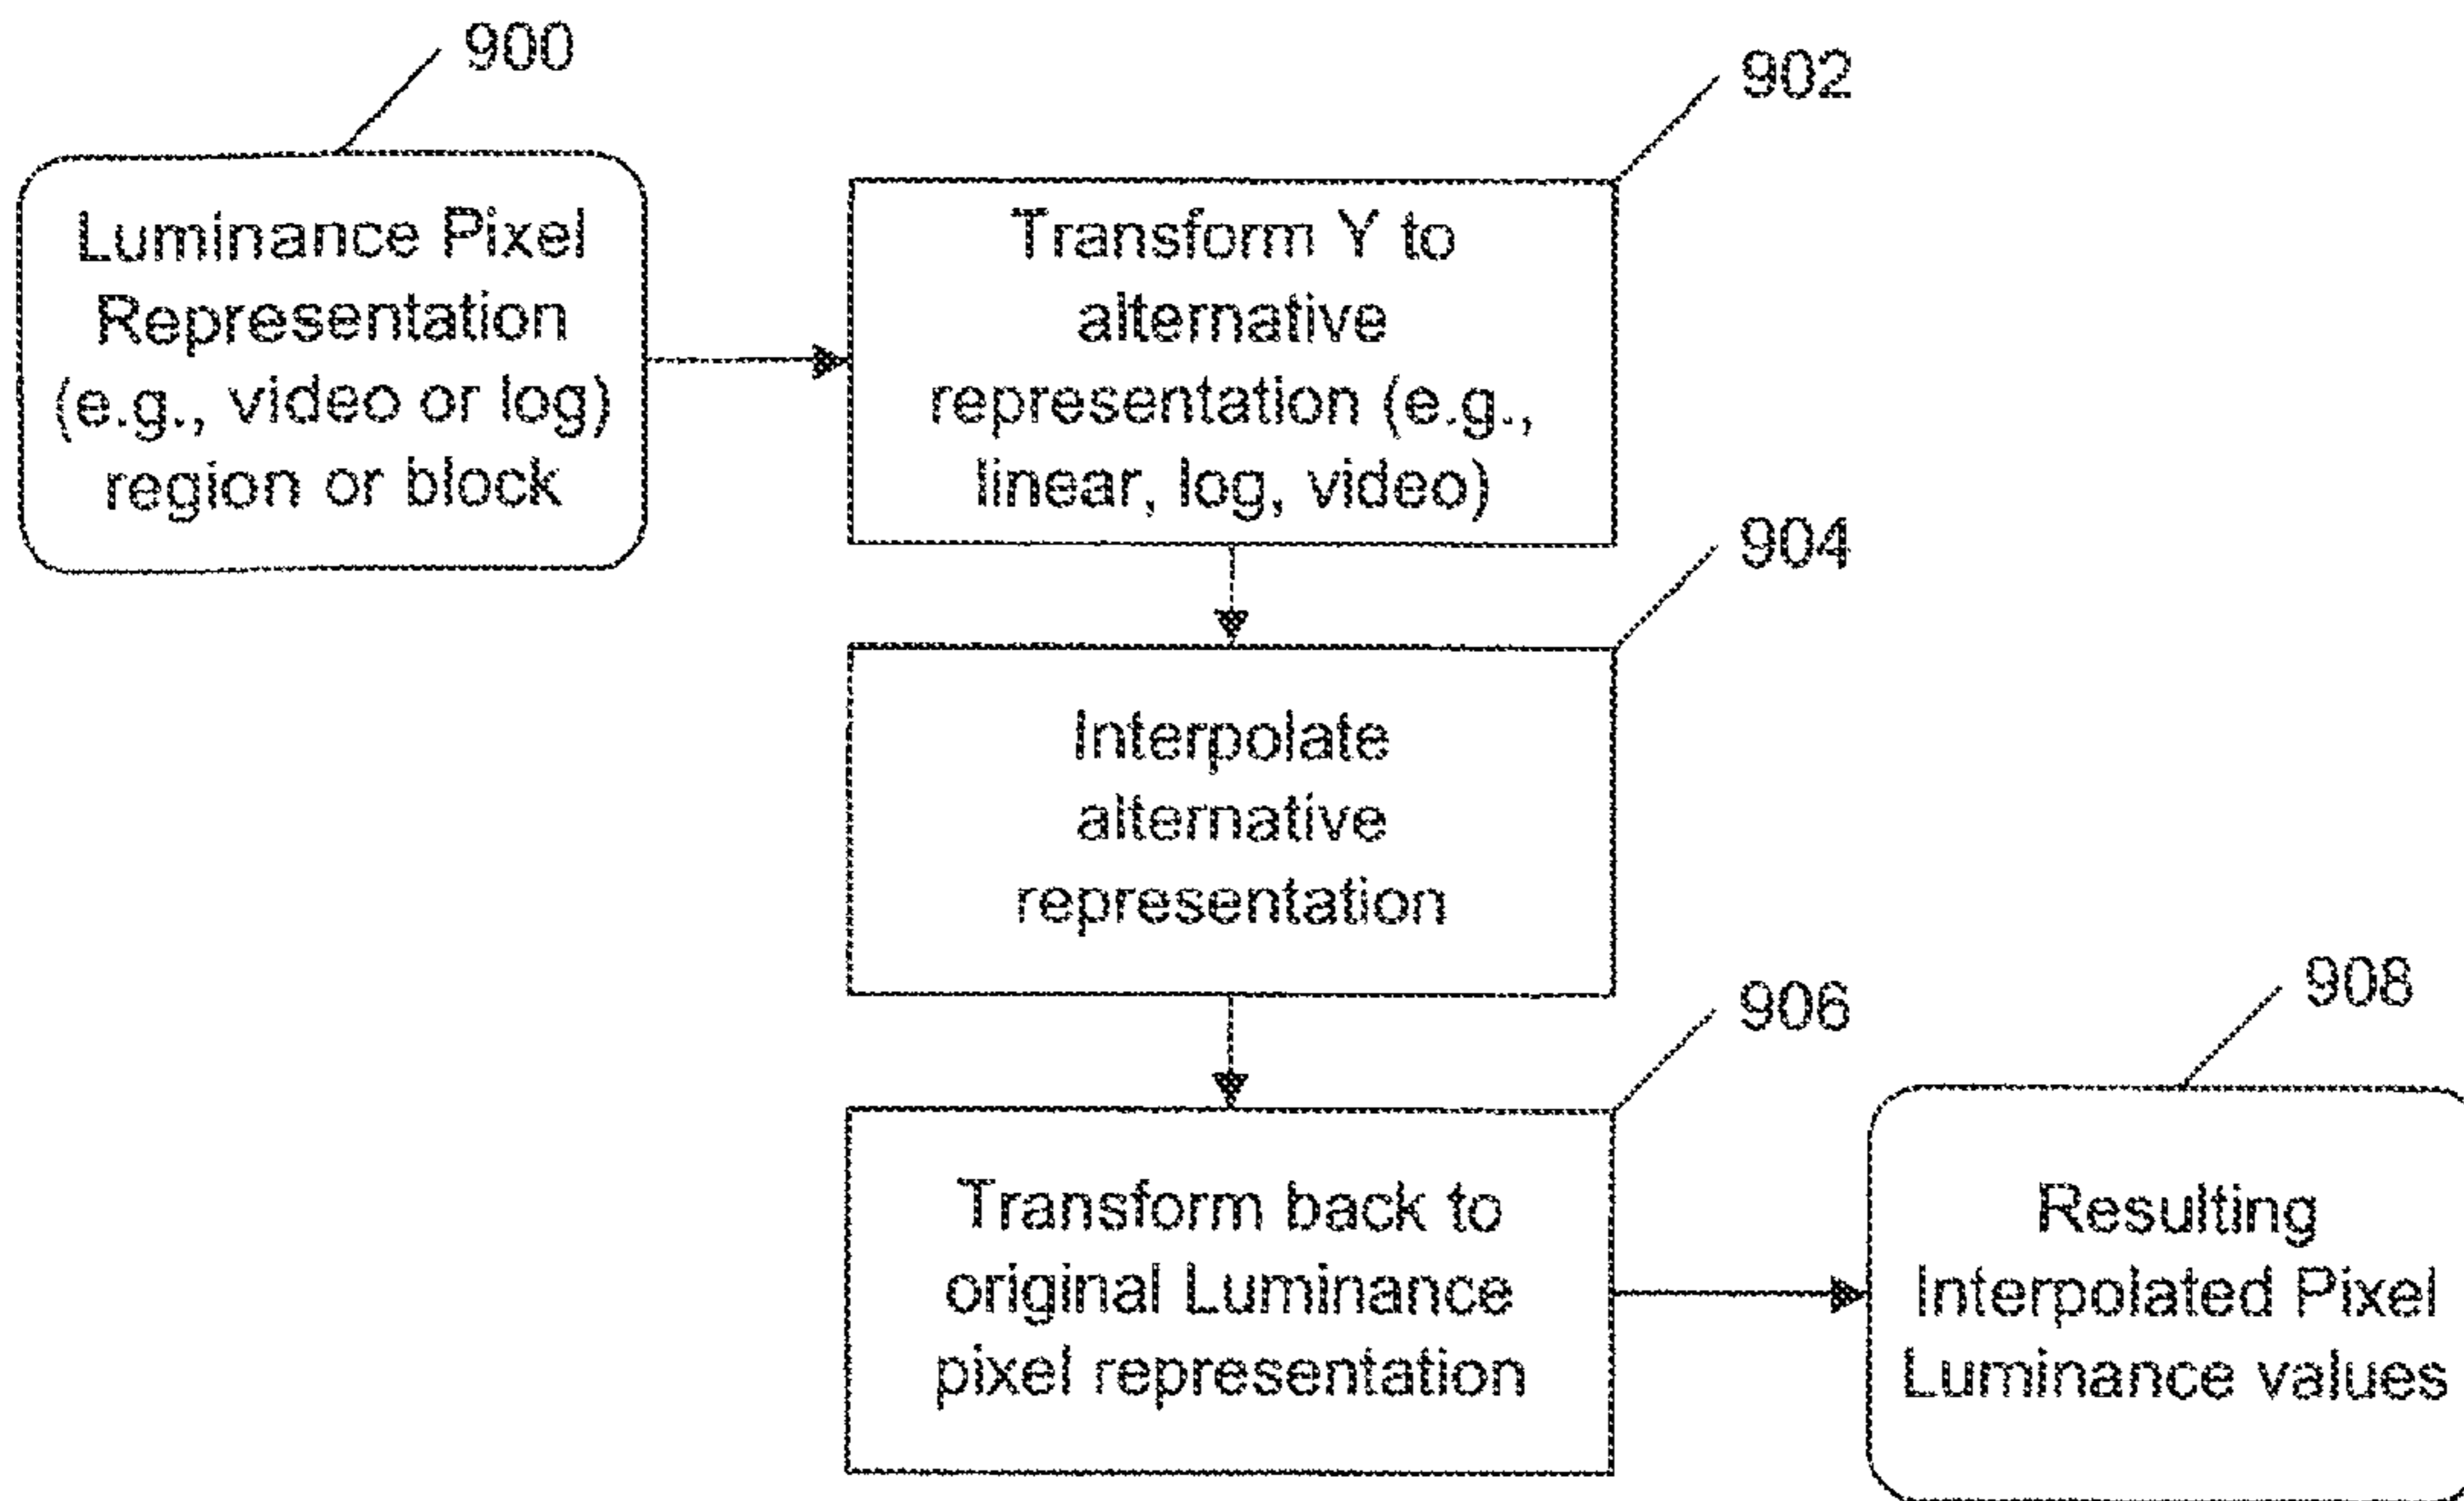 900
Luminance Pixel
Representation
(e.g., video or log)
region or block
902
Transform Y to
alternative
representation (e.g.,
linear, log, video)
904
Interpolate
alternative
representation
906
Transform back to
original Luminance
pixel representation
908
Resulting
Interpolated Pixel
Luminance values